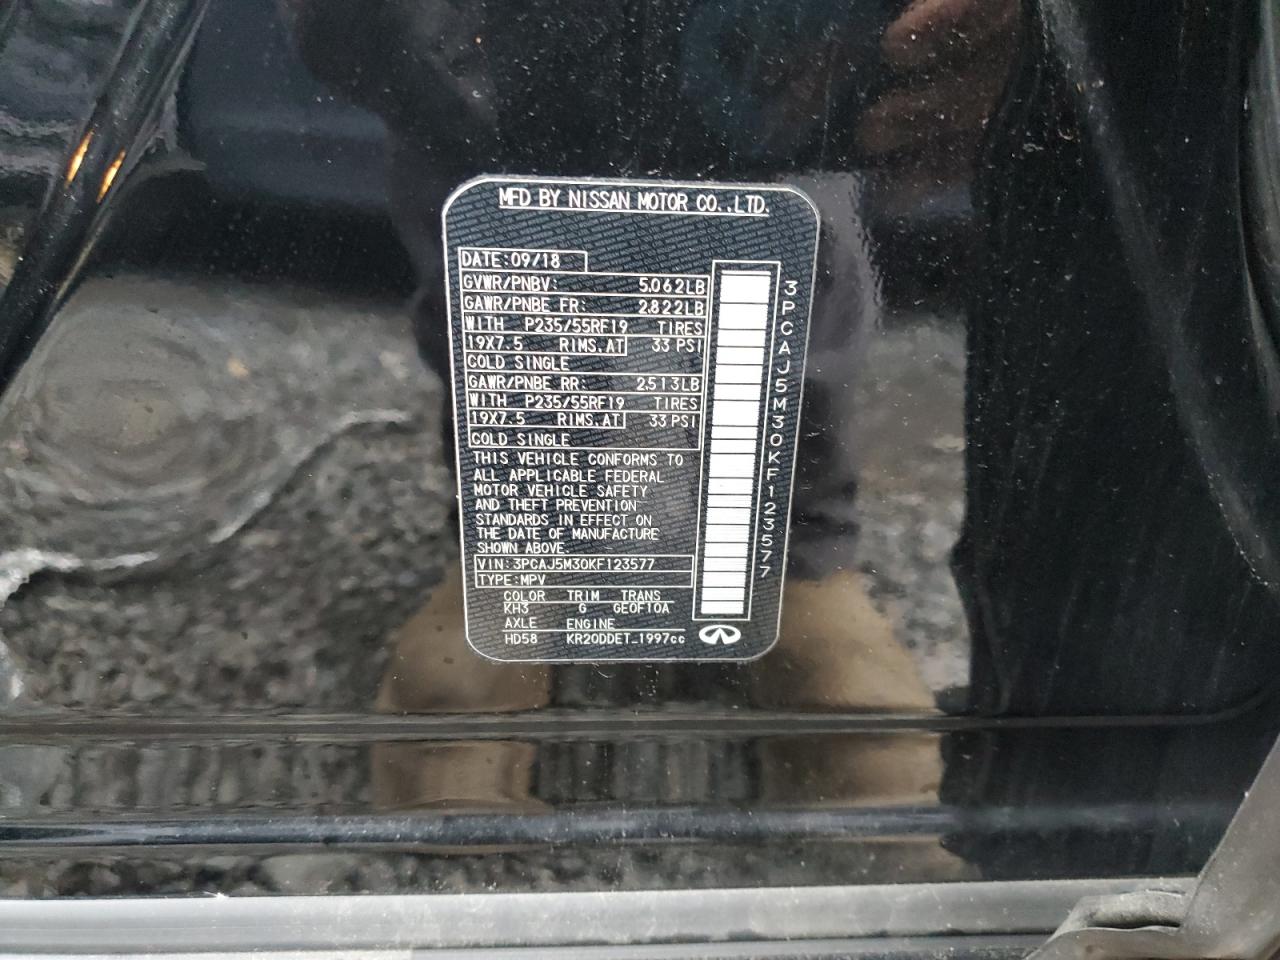 MFD BY NISSAN MOTOR CO.,LTD.
DATE:09/18
GVWR/PNBV: 5.062LB
GAWR/PNBE FR: 2.822LB
WITH P235/55RF19 TIRES
19X7.5 RIMS.AT 33 PSI
COLD SINGLE
GAWR/PNBE RR: 2.513LB
WITH P235/55RF19 TIRES
19X7.5 RIMS.AT 33 PSI
COLD SINGLE
THIS VEHICLE CONFORMS TO
ALL APPLICABLE FEDERAL
MOTOR VEHICLE SAFETY
AND THEFT PREVENTION
STANDARDS IN EFFECT ON
THE DATE OF MANUFACTURE
SHOWN ABOVE.
VIN:3PCAJ5M30KF123577
TYPE:MPV
COLOR TRIM TRANS
KH3 G GEOF10A
AXLE ENGINE
HD58 KR20DDET_1997cc
3PCAJ5M30KF123577